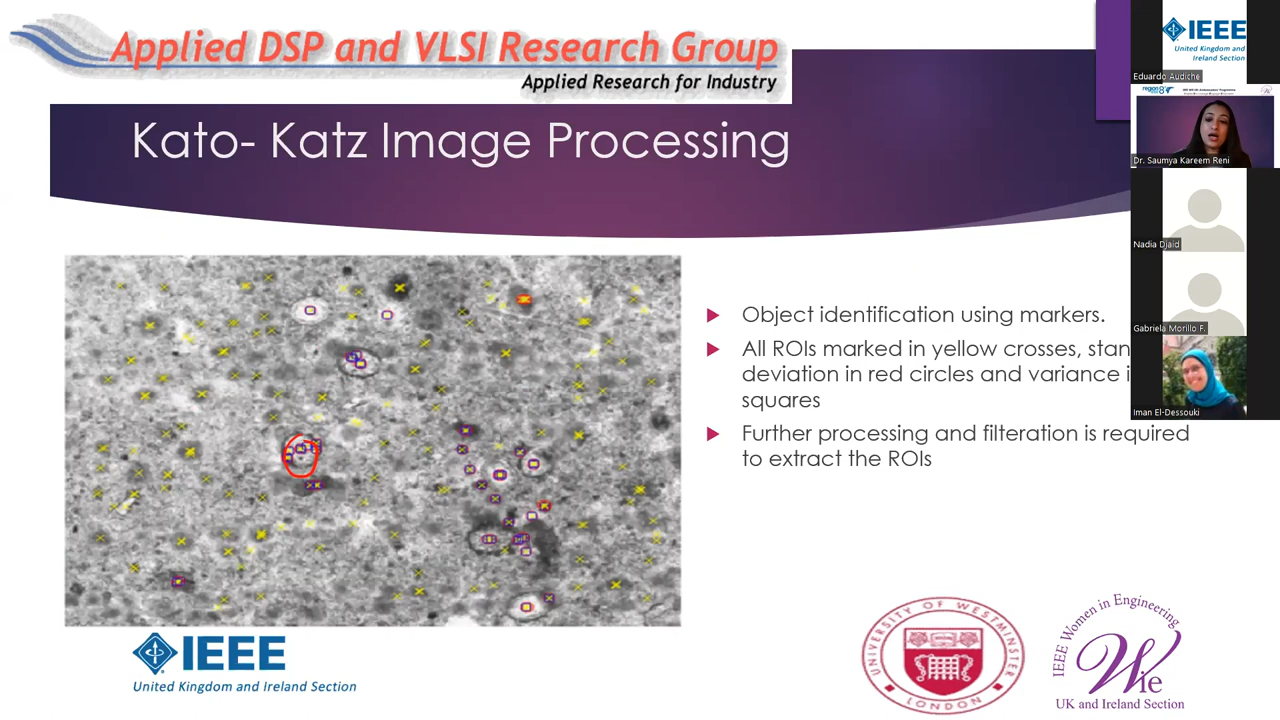 Applied DSP and VLSI Research Group
Applied Research for Industry
Kato- Katz Image Processing
Object identification using markers.
All ROIs marked in yellow crosses, stan
deviation in red circles and variance i
squares
Further processing and filteration is required
to extract the ROIs
IEEE
United Kingdom and Ireland Section
UNIVERSITY OF WESTMINSTER
LONDON
IEEE Women in Engineering
Wie
UK and Ireland Section
IEEE
United Kingdom and
Ireland Section
Eduardo Audiche
Dr. Saumya Kareem Reni
Nadia Djaid
Gabriela Morillo F.
Iman El-Dessouki